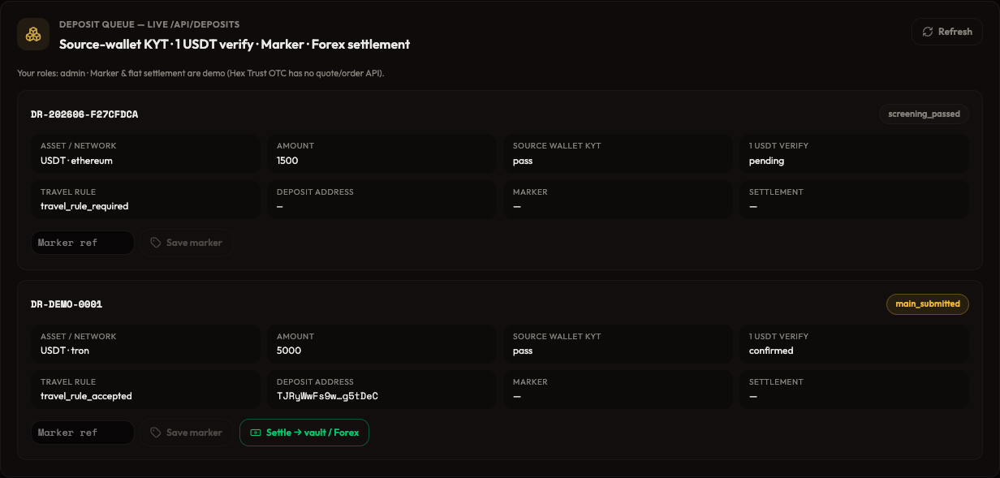 DEPOSIT QUEUE — LIVE /API/DEPOSITS
Source-wallet KYT · 1 USDT verify · Marker · Forex settlement
Refresh
Your roles: admin · Marker & fiat settlement are demo (Hex Trust OTC has no quote/order API).
DR-202606-F27CFDCA
screening_passed
ASSET / NETWORK
USDT · ethereum
AMOUNT
1500
SOURCE WALLET KYT
pass
1 USDT VERIFY
pending
TRAVEL RULE
travel_rule_required
DEPOSIT ADDRESS
—
MARKER
—
SETTLEMENT
—
Marker ref
Save marker
DR-DEMO-0001
main_submitted
ASSET / NETWORK
USDT · tron
AMOUNT
5000
SOURCE WALLET KYT
pass
1 USDT VERIFY
confirmed
TRAVEL RULE
travel_rule_accepted
DEPOSIT ADDRESS
TJRyWwFs9w…g5tDeC
MARKER
—
SETTLEMENT
—
Marker ref
Save marker
Settle → vault / Forex